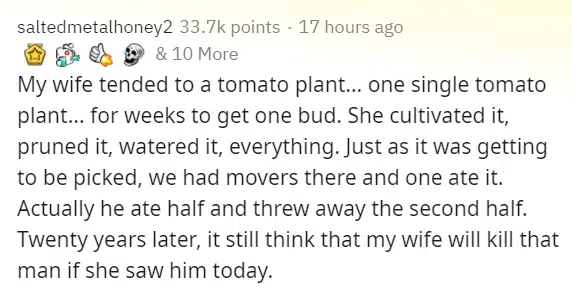 saltedmetalhoney2 33.7k points · 17 hours ago
& 10 More
My wife tended to a tomato plant... one single tomato
plant... for weeks to get one bud. She cultivated it,
pruned it, watered it, everything. Just as it was getting
to be picked, we had movers there and one ate it.
Actually he ate half and threw away the second half.
Twenty years later, it still think that my wife will kill that
man if she saw him today.